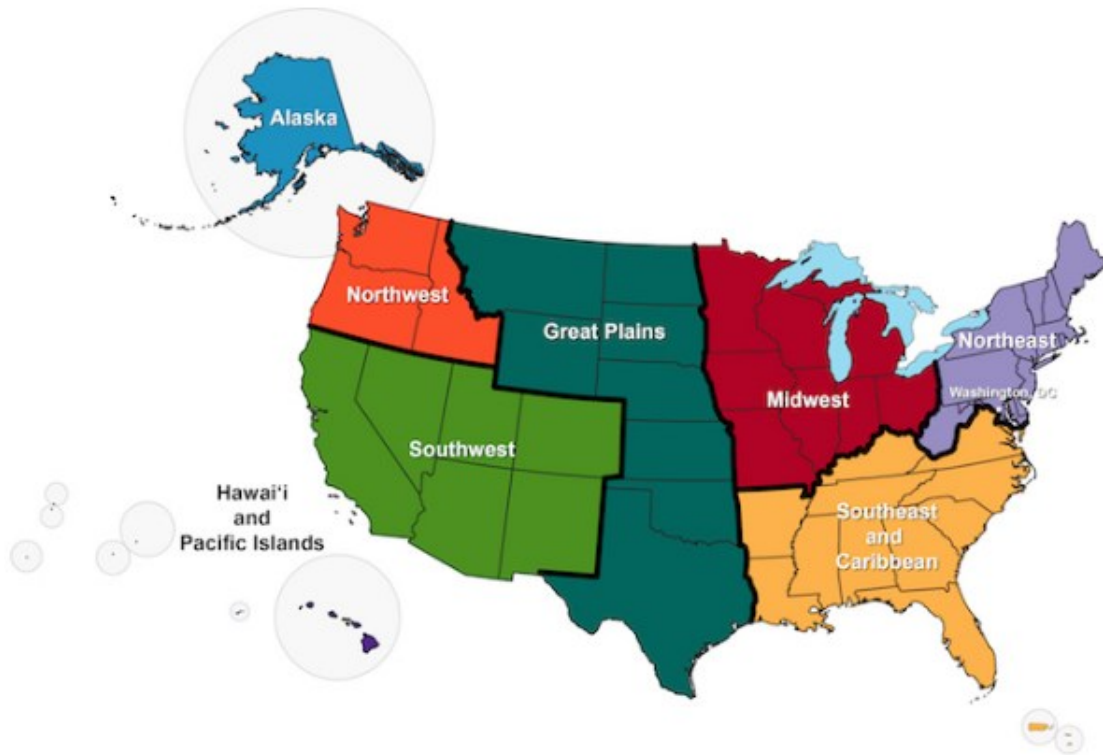 Alaska
Northwest
Great Plains
Northeast
Washington, DC
Midwest
Southwest
Hawai‘i
and
Pacific Islands
Southeast
and
Caribbean